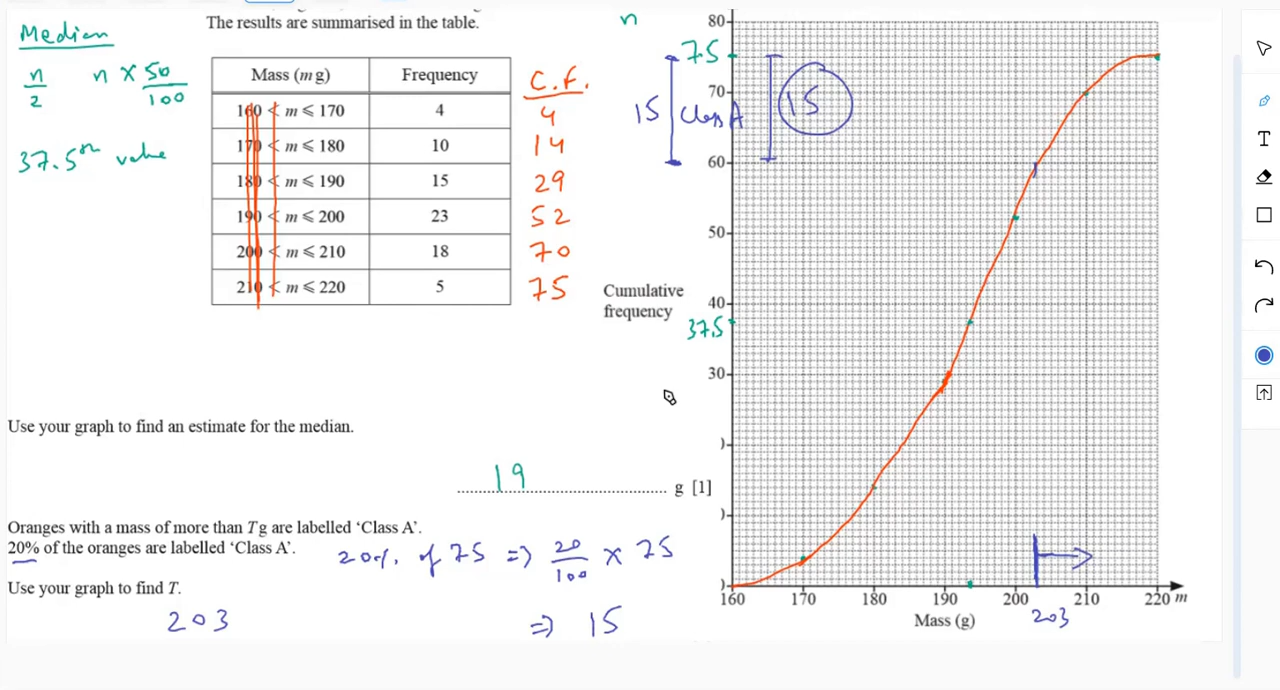 The results are summarised in the table.
Median
n/2 n × 50/100
37.5th value
Mass (m g) Frequency C.F.
160 < m ⩽ 170 4 4
170 < m ⩽ 180 10 14
180 < m ⩽ 190 15 29
190 < m ⩽ 200 23 52
200 < m ⩽ 210 18 70
210 < m ⩽ 220 5 75
n
80
75
70
60
50
40
37.5
30
15 Class A 15
Cumulative
frequency
160 170 180 190 200 210 220 m
Mass (g)
203
Use your graph to find an estimate for the median.
19
g [1]
Oranges with a mass of more than T g are labelled ‘Class A’.
20% of the oranges are labelled ‘Class A’.
20% of 75 ⇒ 20/100 × 75
Use your graph to find T.
203
⇒ 15
T